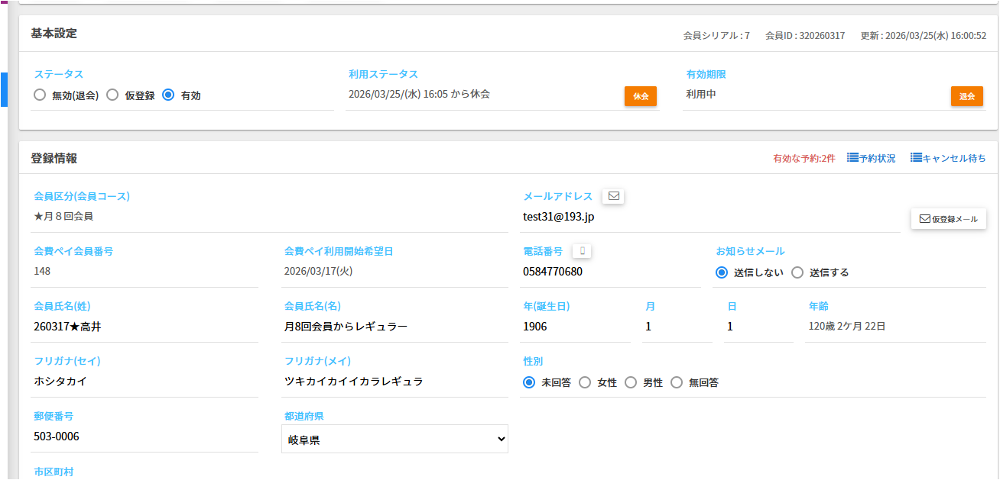 基本設定
会員シリアル : 7 会員ID : 320260317 更新 : 2026/03/25(水) 16:00:52
ステータス 利用ステータス 有効期限
無効(退会) 仮登録 有効 2026/03/25/(水) 16:05 から休会 休会 利用中 退会
登録情報
有効な予約:2件 予約状況 キャンセル待ち
会員区分(会員コース) メールアドレス
★月８回会員 test31@193.jp 仮登録メール
会費ペイ会員番号 会費ペイ利用開始希望日 電話番号 お知らせメール
148 2026/03/17(火) 0584770680 送信しない 送信する
会員氏名(姓) 会員氏名(名) 年(誕生日) 月 日 年齢
260317★高井 月8回会員からレギュラー 1906 1 1 120歳 2ケ月 22日
フリガナ(セイ) フリガナ(メイ) 性別
ホシタカイ ツキカイカイイカラレギュラ 未回答 女性 男性 無回答
郵便番号 都道府県
503-0006 岐阜県
市区町村